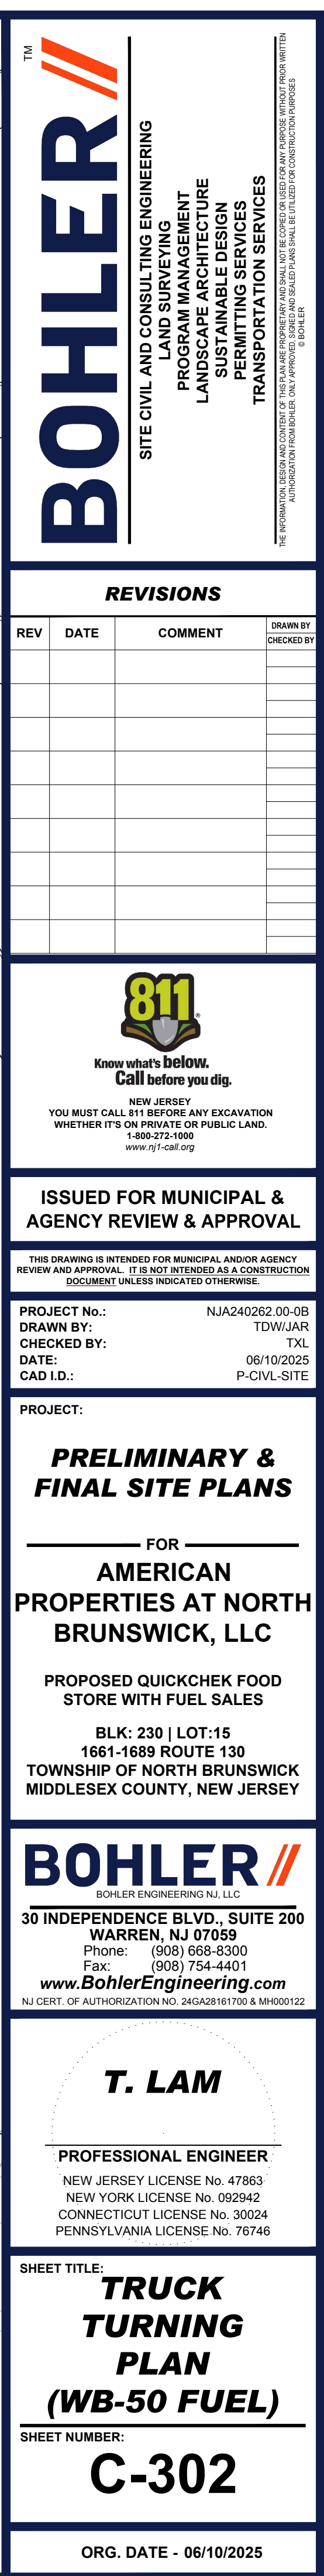 BOHLER//
TM
SITE CIVIL AND CONSULTING ENGINEERING
LAND SURVEYING
PROGRAM MANAGEMENT
LANDSCAPE ARCHITECTURE
SUSTAINABLE DESIGN
PERMITTING SERVICES
TRANSPORTATION SERVICES
THE INFORMATION, DESIGN AND CONTENT OF THIS PLAN ARE PROPRIETARY AND SHALL NOT BE COPIED OR USED FOR ANY PURPOSE WITHOUT PRIOR WRITTEN
AUTHORIZATION FROM BOHLER. ONLY APPROVED, SIGNED AND SEALED PLANS SHALL BE UTILIZED FOR CONSTRUCTION PURPOSES
© BOHLER
REVISIONS
REV DATE COMMENT DRAWN BY
CHECKED BY
811®
Know what's below.
Call before you dig.
NEW JERSEY
YOU MUST CALL 811 BEFORE ANY EXCAVATION
WHETHER IT'S ON PRIVATE OR PUBLIC LAND.
1-800-272-1000
www.nj1-call.org
ISSUED FOR MUNICIPAL &
AGENCY REVIEW & APPROVAL
THIS DRAWING IS INTENDED FOR MUNICIPAL AND/OR AGENCY
REVIEW AND APPROVAL. IT IS NOT INTENDED AS A CONSTRUCTION
DOCUMENT UNLESS INDICATED OTHERWISE.
PROJECT No.: NJA240262.00-0B
DRAWN BY: TDW/JAR
CHECKED BY: TXL
DATE: 06/10/2025
CAD I.D.: P-CIVL-SITE
PROJECT:
PRELIMINARY &
FINAL SITE PLANS
FOR
AMERICAN
PROPERTIES AT NORTH
BRUNSWICK, LLC
PROPOSED QUICKCHEK FOOD
STORE WITH FUEL SALES
BLK: 230 | LOT:15
1661-1689 ROUTE 130
TOWNSHIP OF NORTH BRUNSWICK
MIDDLESEX COUNTY, NEW JERSEY
BOHLER//
BOHLER ENGINEERING NJ, LLC
30 INDEPENDENCE BLVD., SUITE 200
WARREN, NJ 07059
Phone: (908) 668-8300
Fax: (908) 754-4401
www.BohlerEngineering.com
NJ CERT. OF AUTHORIZATION NO. 24GA28161700 & MH000122
T. LAM
PROFESSIONAL ENGINEER
NEW JERSEY LICENSE No. 47863
NEW YORK LICENSE No. 092942
CONNECTICUT LICENSE No. 30024
PENNSYLVANIA LICENSE No. 76746
SHEET TITLE:
TRUCK
TURNING
PLAN
(WB-50 FUEL)
SHEET NUMBER:
C-302
ORG. DATE - 06/10/2025